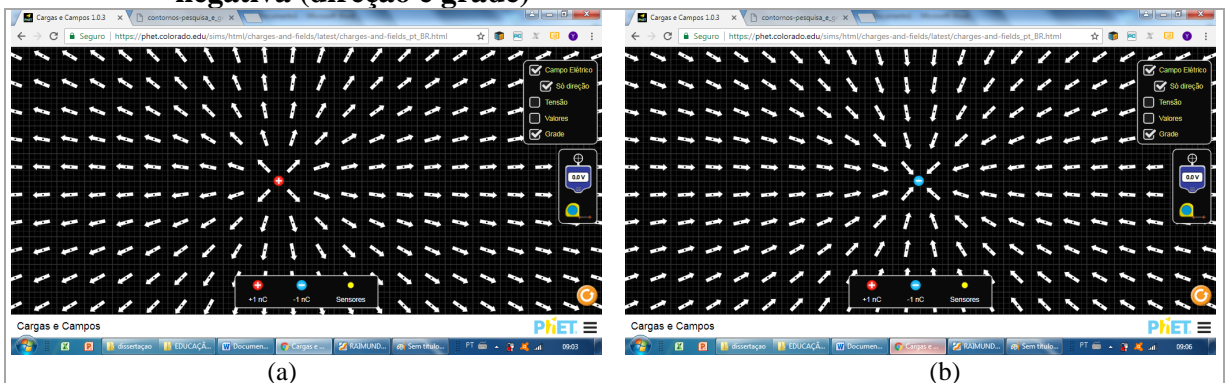 negativa (direção e grade)
Cargas e Campos 1.0.3
contornos-pesquisa_e_g
Seguro | https://phet.colorado.edu/sims/html/charges-and-fields/latest/charges-and-fields_pt_BR.html
Campo Elétrico
Só direção
Tensão
Valores
Grade
0.0 V
+1 nC
-1 nC
Sensores
Cargas e Campos
PhET
dissertaçao
EDUCAÇÃ...
Documen...
Cargas e ...
RAIMUND...
Sem título...
PT
09:03
(a)
Cargas e Campos 1.0.3
contornos-pesquisa_e_g
Seguro | https://phet.colorado.edu/sims/html/charges-and-fields/latest/charges-and-fields_pt_BR.html
Campo Elétrico
Só direção
Tensão
Valores
Grade
0.0 V
+1 nC
-1 nC
Sensores
Cargas e Campos
PhET
dissertaçao
EDUCAÇÃ...
Documen...
Cargas e ...
RAIMUND...
Sem título...
PT
09:06
(b)